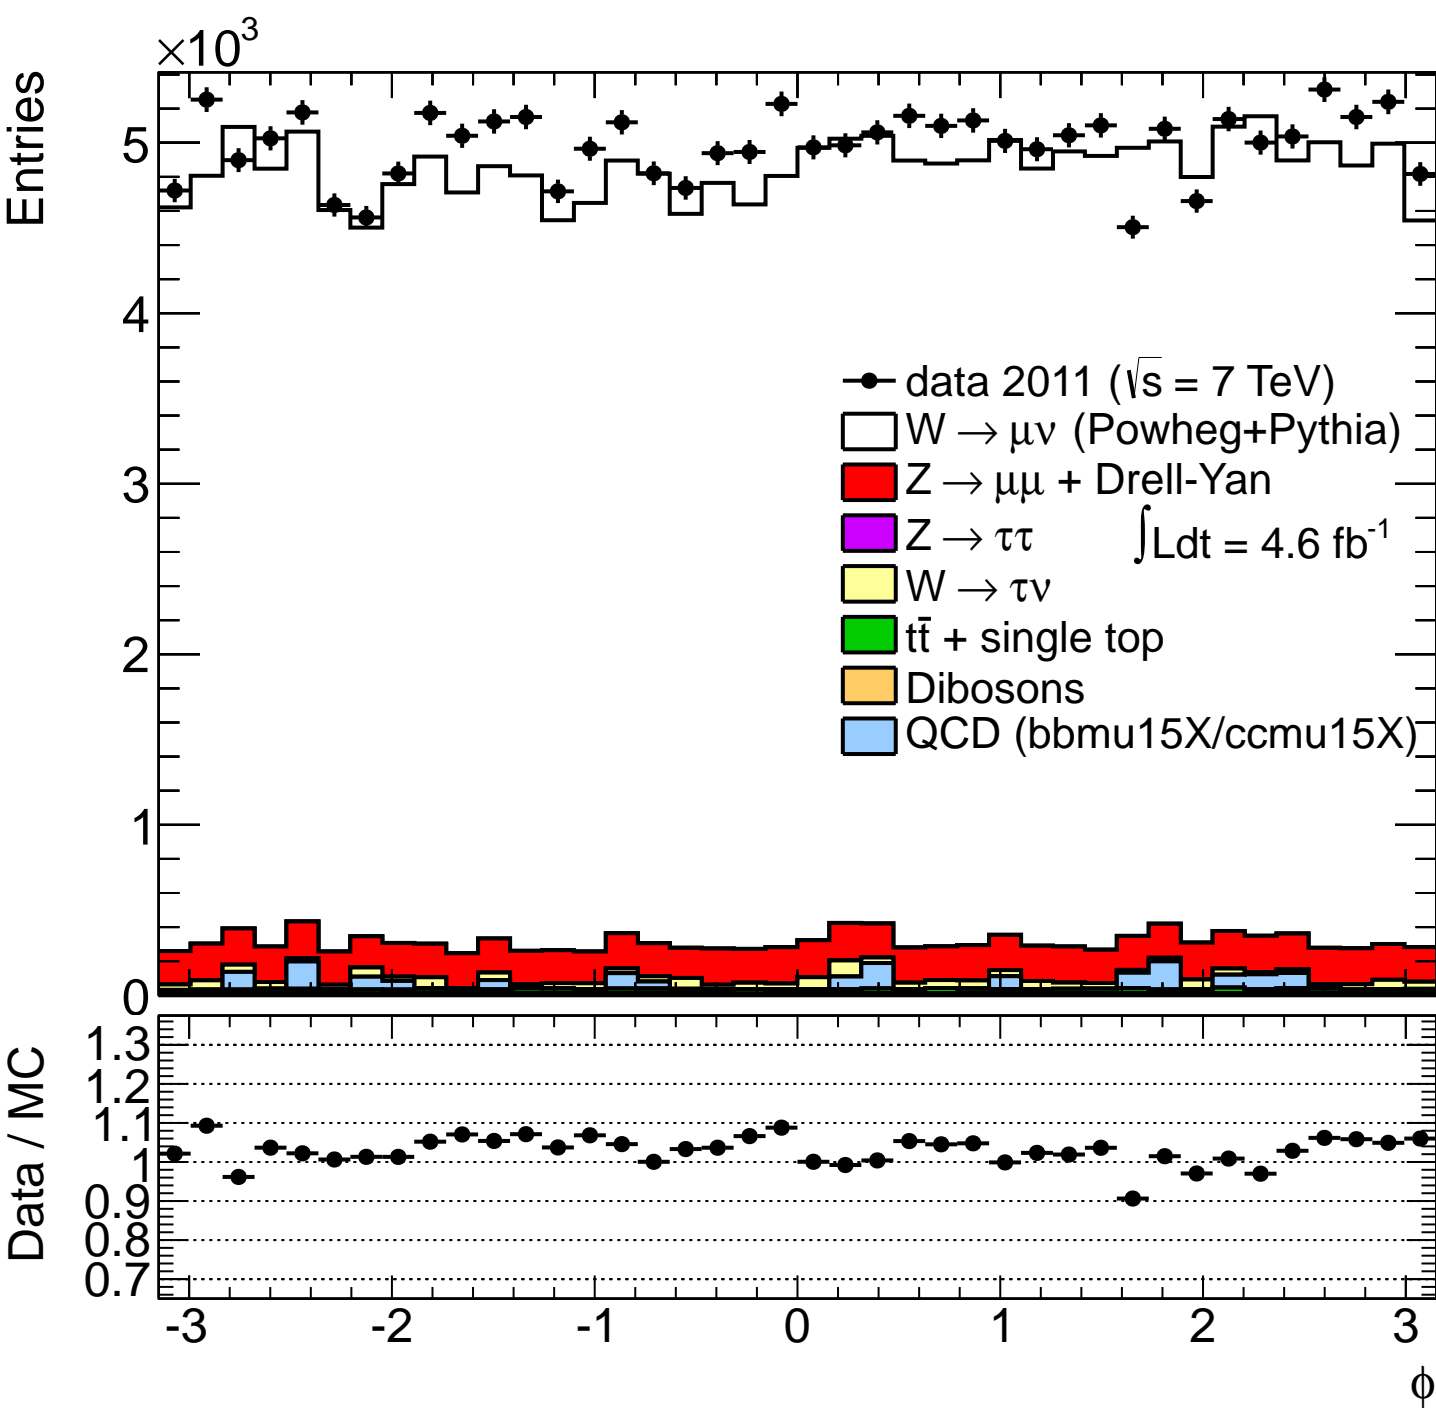 ×10³
Entries
5
4
3
2
1
0
data 2011 (√s = 7 TeV)
W → μν (Powheg+Pythia)
Z → μμ + Drell-Yan
Z → ττ
∫Ldt = 4.6 fb⁻¹
W → τν
tt̄ + single top
Dibosons
QCD (bbmu15X/ccmu15X)
Data / MC
1.3
1.2
1.1
1
0.9
0.8
0.7
-3 -2 -1 0 1 2 3
ϕ